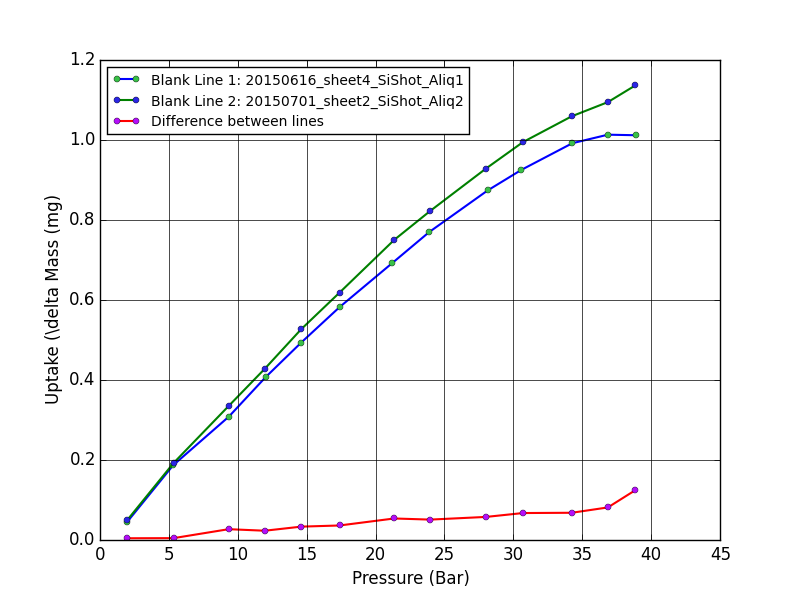 Blank Line 1: 20150616_sheet4_SiShot_Aliq1
Blank Line 2: 20150701_sheet2_SiShot_Aliq2
Difference between lines
1.2
1.0
0.8
0.6
0.4
0.2
0.0
Uptake (\delta Mass (mg)
0 5 10 15 20 25 30 35 40 45
Pressure (Bar)